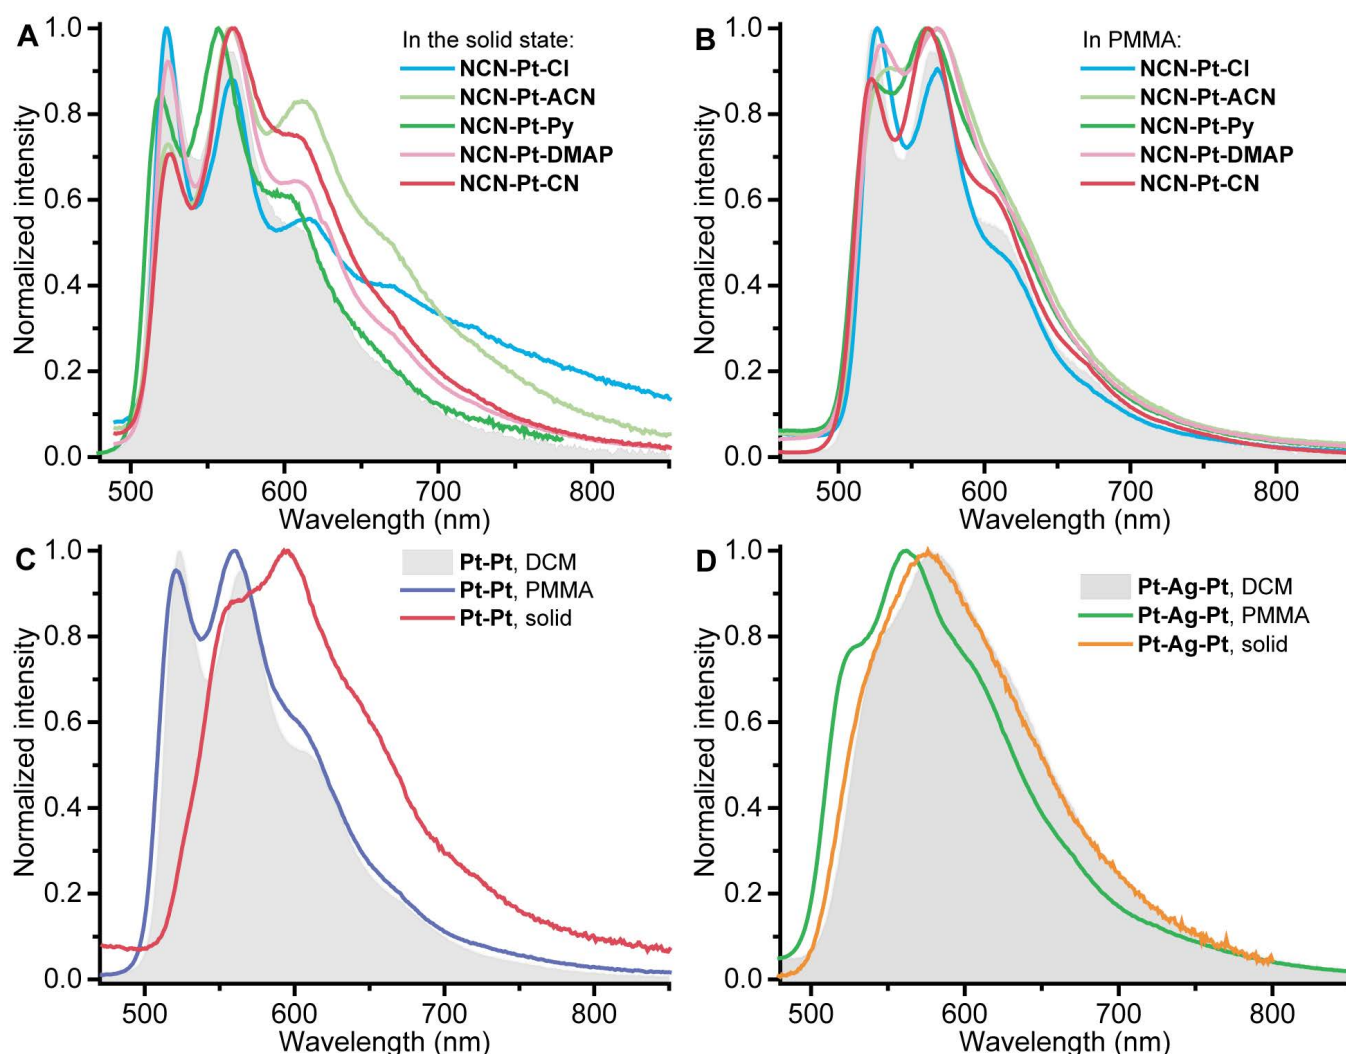 A
1.0
0.8
0.6
0.4
0.2
0.0
Normalized intensity
In the solid state:
NCN-Pt-Cl
NCN-Pt-ACN
NCN-Pt-Py
NCN-Pt-DMAP
NCN-Pt-CN
500 600 700 800
Wavelength (nm)
B
1.0
0.8
0.6
0.4
0.2
0.0
Normalized intensity
In PMMA:
NCN-Pt-Cl
NCN-Pt-ACN
NCN-Pt-Py
NCN-Pt-DMAP
NCN-Pt-CN
500 600 700 800
Wavelength (nm)
C
1.0
0.8
0.6
0.4
0.2
0.0
Normalized intensity
Pt-Pt, DCM
Pt-Pt, PMMA
Pt-Pt, solid
500 600 700 800
Wavelength (nm)
D
1.0
0.8
0.6
0.4
0.2
0.0
Normalized intensity
Pt-Ag-Pt, DCM
Pt-Ag-Pt, PMMA
Pt-Ag-Pt, solid
500 600 700 800
Wavelength (nm)